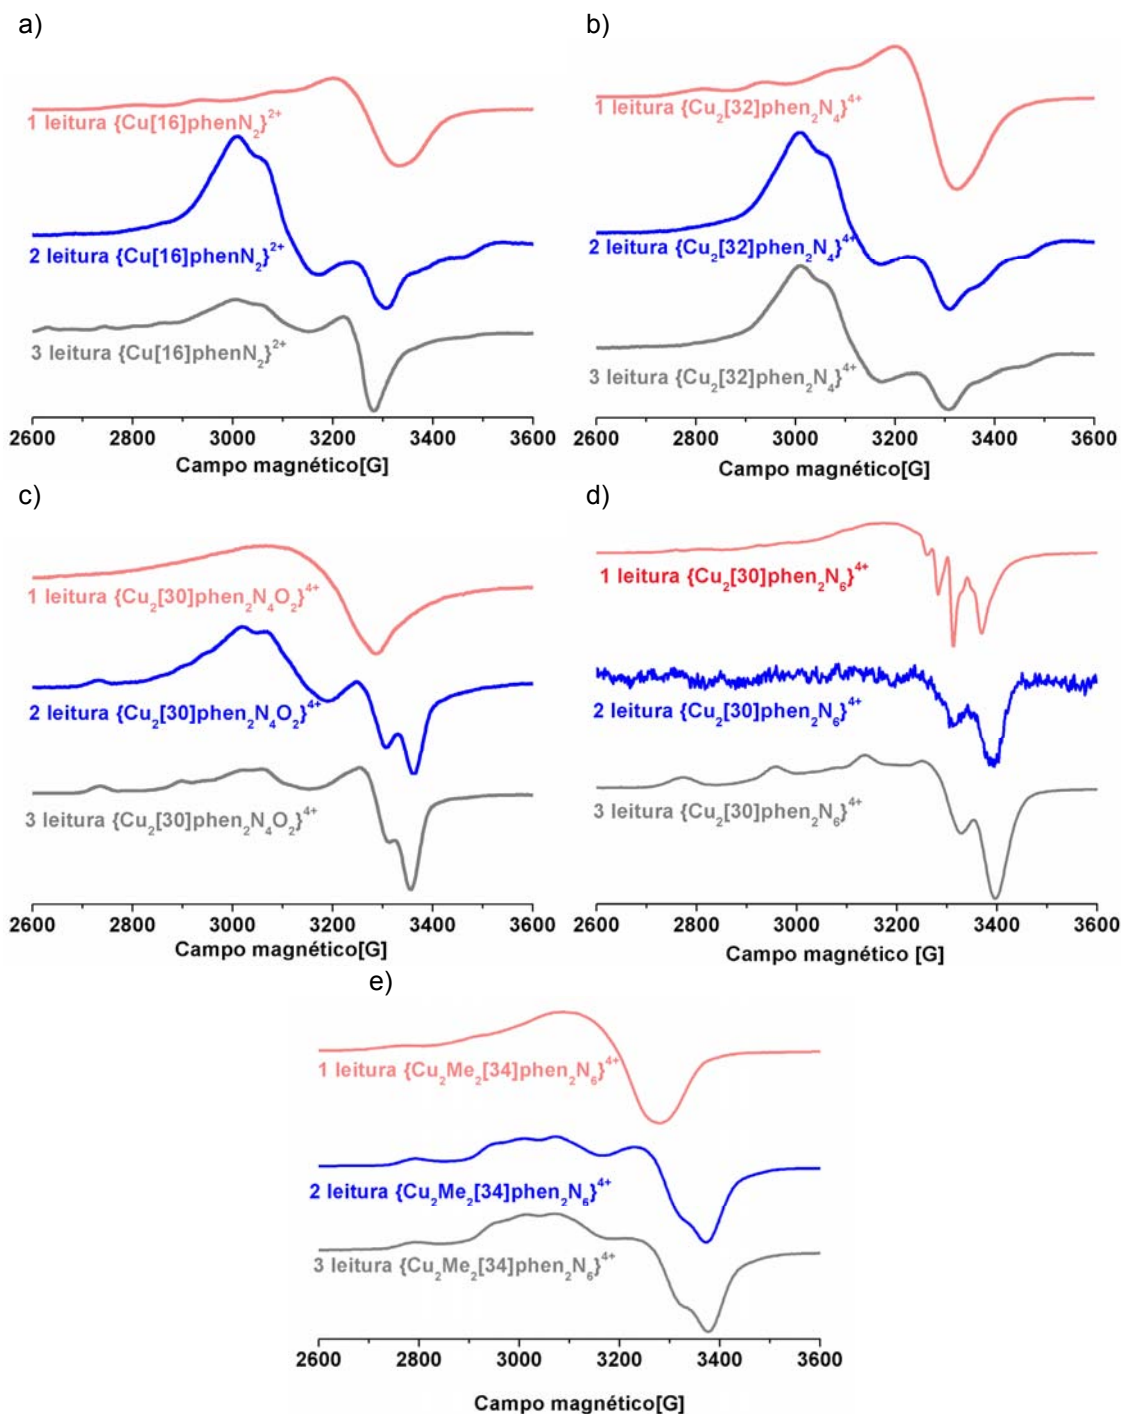 a)
1 leitura {Cu[16]phenN₂}²⁺
2 leitura {Cu[16]phenN₂}²⁺
3 leitura {Cu[16]phenN₂}²⁺
2600 2800 3000 3200 3400 3600
Campo magnético[G]
b)
1 leitura {Cu₂[32]phen₂N₄}⁴⁺
2 leitura {Cu₂[32]phen₂N₄}⁴⁺
3 leitura {Cu₂[32]phen₂N₄}⁴⁺
2600 2800 3000 3200 3400 3600
Campo magnético[G]
c)
1 leitura {Cu₂[30]phen₂N₄O₂}⁴⁺
2 leitura {Cu₂[30]phen₂N₄O₂}⁴⁺
3 leitura {Cu₂[30]phen₂N₄O₂}⁴⁺
2600 2800 3000 3200 3400 3600
Campo magnético[G]
d)
1 leitura {Cu₂[30]phen₂N₆}⁴⁺
2 leitura {Cu₂[30]phen₂N₆}⁴⁺
3 leitura {Cu₂[30]phen₂N₆}⁴⁺
2600 2800 3000 3200 3400 3600
Campo magnético [G]
e)
1 leitura {Cu₂Me₂[34]phen₂N₆}⁴⁺
2 leitura {Cu₂Me₂[34]phen₂N₆}⁴⁺
3 leitura {Cu₂Me₂[34]phen₂N₆}⁴⁺
2600 2800 3000 3200 3400 3600
Campo magnético[G]